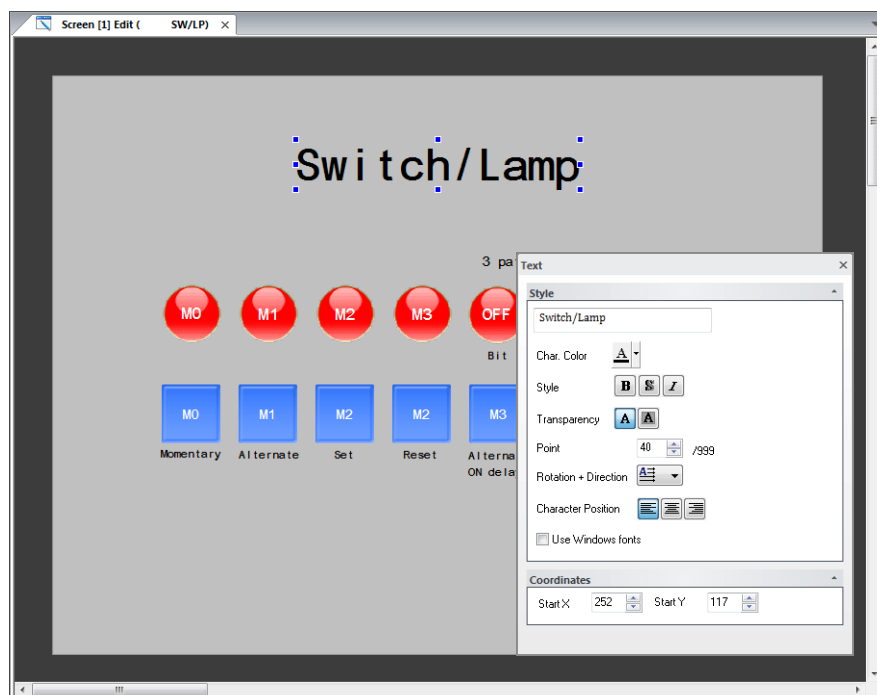 Screen [1] Edit ( SW/LP)
Switch/Lamp
3 pa
M0 M1 M2 M3 OFF
Bit
M0 M1 M2 M2 M3
Momentary Alternate Set Reset Alterna
ON dela
Text
Style
Switch/Lamp
Char. Color A
Style B S I
Transparency A A
Point 40 /999
Rotation + Direction A
Character Position
Use Windows fonts
Coordinates
Start X 252 Start Y 117